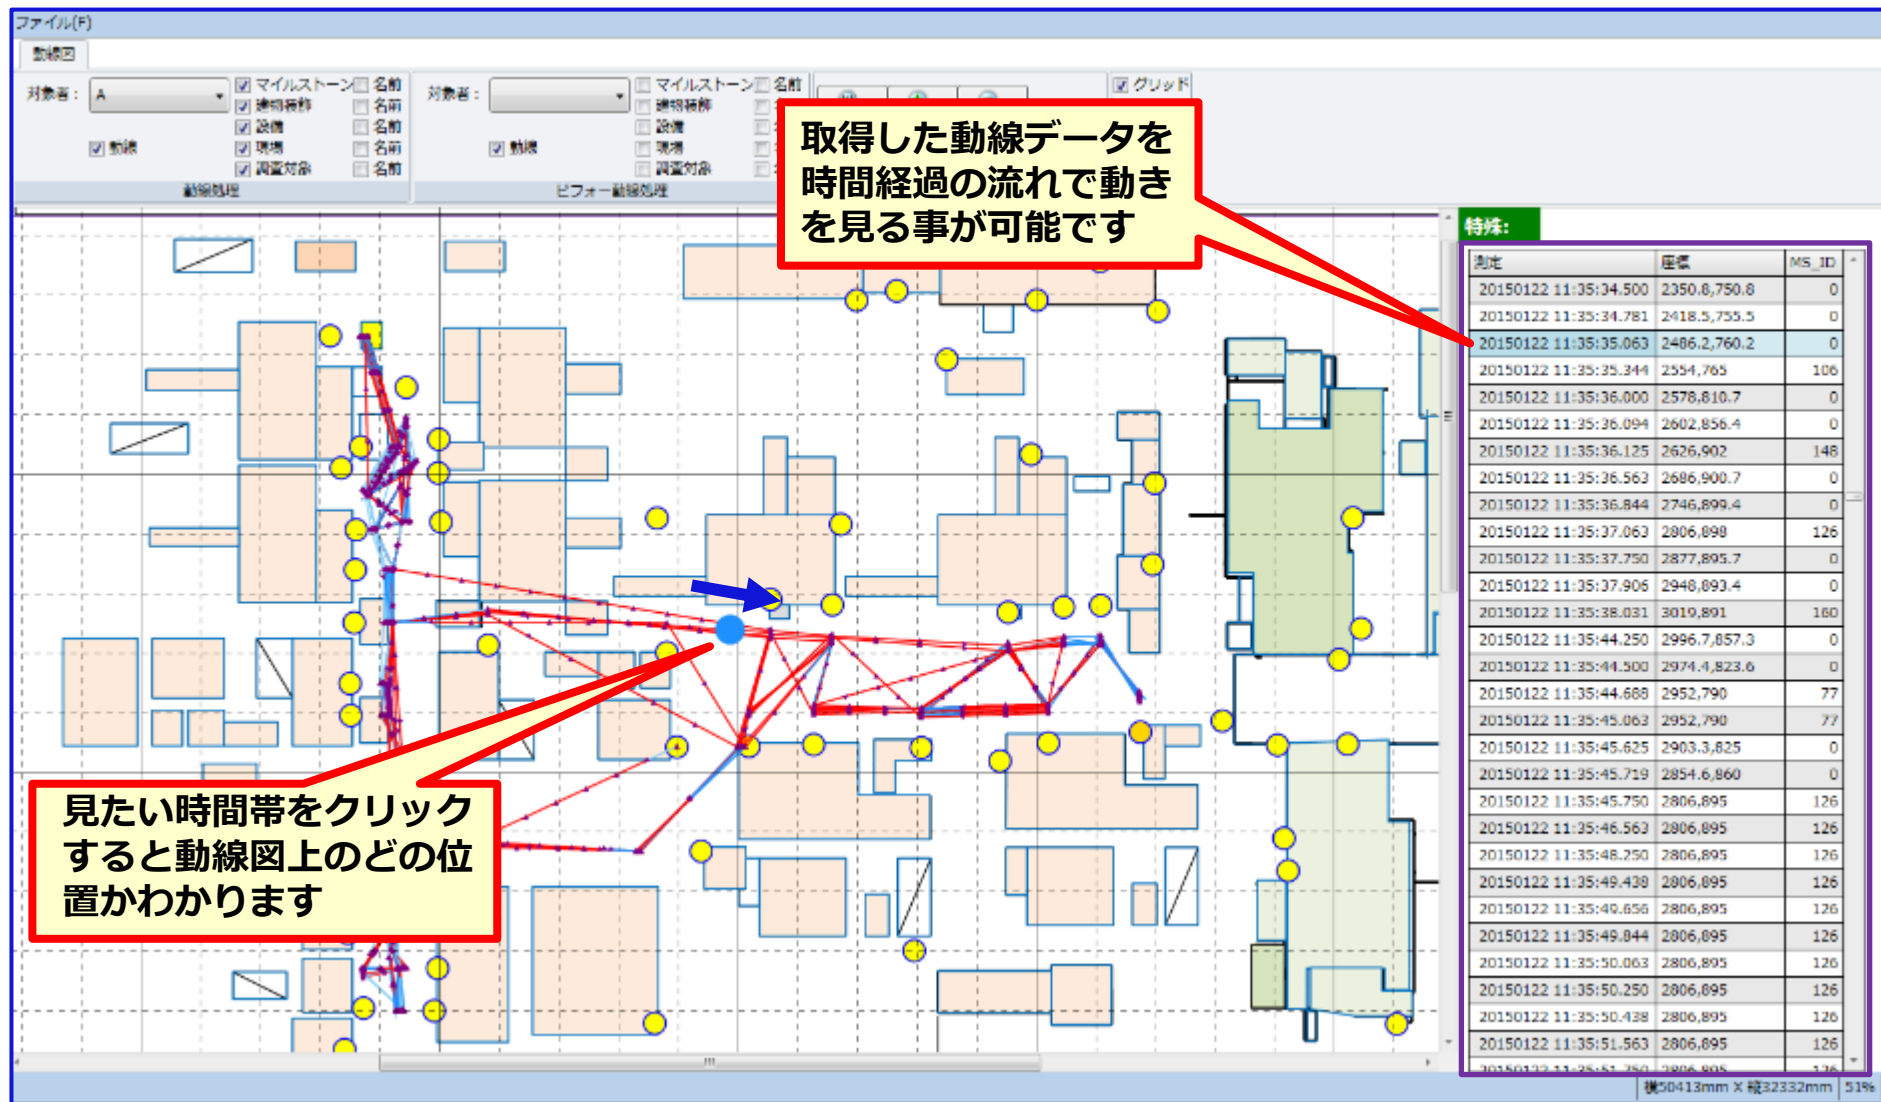 ファイル(F)
動線図
対象者： A
マイルストーン 名前
建物装飾 名前
設備 名前
動線 現場 名前
調査対象 名前
動線処理
対象者：
マイルストーン 名前
建物装飾
設備
動線 現場
調査対象
ビフォー動線処理
グリッド
取得した動線データを
時間経過の流れで動き
を見る事が可能です
見たい時間帯をクリック
すると動線図上のどの位
置かわかります
特殊:
測定 座標 MS_ID
20150122 11:35:34.500 2350.8,750.8 0
20150122 11:35:34.781 2418.5,755.5 0
20150122 11:35:35.063 2486.2,760.2 0
20150122 11:35:35.344 2554,765 106
20150122 11:35:36.000 2578,810.7 0
20150122 11:35:36.094 2602,856.4 0
20150122 11:35:36.125 2626,902 148
20150122 11:35:36.563 2686,900.7 0
20150122 11:35:36.844 2746,899.4 0
20150122 11:35:37.063 2806,898 126
20150122 11:35:37.750 2877,895.7 0
20150122 11:35:37.906 2948,893.4 0
20150122 11:35:38.031 3019,891 160
20150122 11:35:44.250 2996.7,857.3 0
20150122 11:35:44.500 2974.4,823.6 0
20150122 11:35:44.688 2952,790 77
20150122 11:35:45.063 2952,790 77
20150122 11:35:45.625 2903.3,825 0
20150122 11:35:45.719 2854.6,860 0
20150122 11:35:45.750 2806,895 126
20150122 11:35:46.563 2806,895 126
20150122 11:35:48.250 2806,895 126
20150122 11:35:49.438 2806,895 126
20150122 11:35:49.656 2806,895 126
20150122 11:35:49.844 2806,895 126
20150122 11:35:50.063 2806,895 126
20150122 11:35:50.250 2806,895 126
20150122 11:35:50.438 2806,895 126
20150122 11:35:51.563 2806,895 126
20150122 11:35:51.750 2806,895 126
横50413mm X 縦32332mm 51%